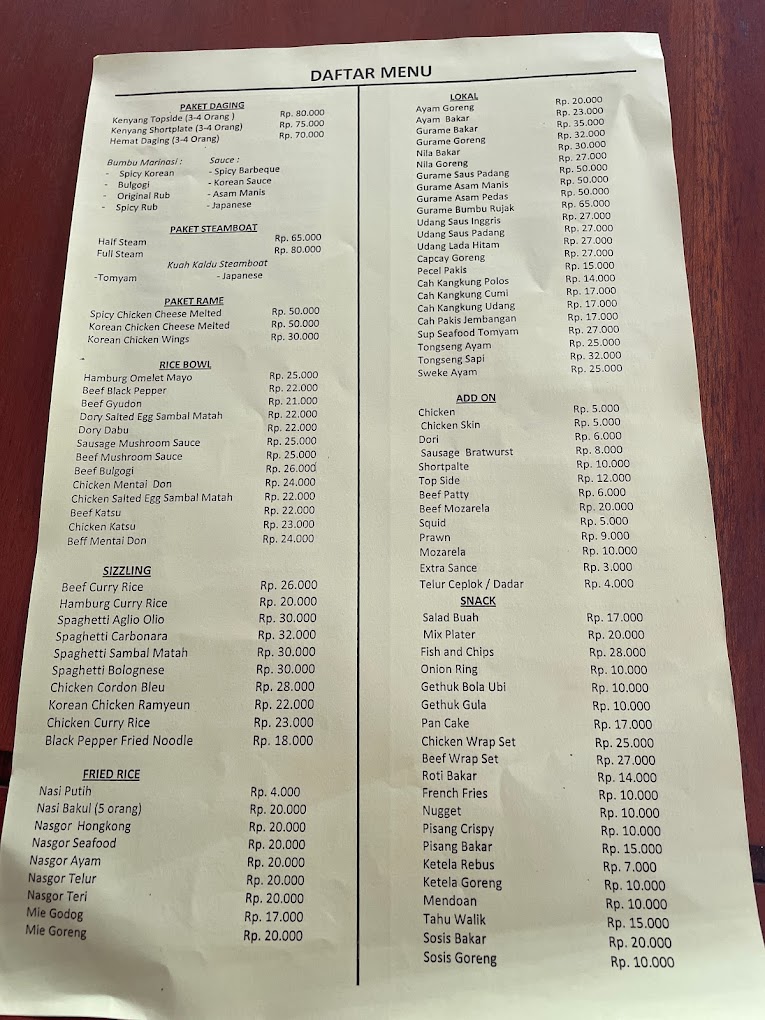 DAFTAR MENU
PAKET DAGING
Kenyang Topside (3-4 Orang ) Rp. 80.000
Kenyang Shortplate (3-4 Orang) Rp. 75.000
Hemat Daging (3-4 Orang) Rp. 70.000
Bumbu Marinasi : Sauce :
- Spicy Korean - Spicy Barbeque
- Bulgogi - Korean Sauce
- Original Rub - Asam Manis
- Spicy Rub - Japanese
PAKET STEAMBOAT
Half Steam Rp. 65.000
Full Steam Rp. 80.000
Kuah Kaldu Steamboat
-Tomyam - Japanese
PAKET RAME
Spicy Chicken Cheese Melted Rp. 50.000
Korean Chicken Cheese Melted Rp. 50.000
Korean Chicken Wings Rp. 30.000
RICE BOWL
Hamburg Omelet Mayo Rp. 25.000
Beef Black Pepper Rp. 22.000
Beef Gyudon Rp. 21.000
Dory Salted Egg Sambal Matah Rp. 22.000
Dory Dabu Rp. 22.000
Sausage Mushroom Sauce Rp. 25.000
Beef Mushroom Sauce Rp. 25.000
Beef Bulgogi Rp. 26.000
Chicken Mentai Don Rp. 24.000
Chicken Salted Egg Sambal Matah Rp. 22.000
Beef Katsu Rp. 22.000
Chicken Katsu Rp. 23.000
Beff Mentai Don Rp. 24.000
SIZZLING
Beef Curry Rice Rp. 26.000
Hamburg Curry Rice Rp. 20.000
Spaghetti Aglio Olio Rp. 30.000
Spaghetti Carbonara Rp. 32.000
Spaghetti Sambal Matah Rp. 30.000
Spaghetti Bolognese Rp. 30.000
Chicken Cordon Bleu Rp. 28.000
Korean Chicken Ramyeun Rp. 22.000
Chicken Curry Rice Rp. 23.000
Black Pepper Fried Noodle Rp. 18.000
FRIED RICE
Nasi Putih Rp. 4.000
Nasi Bakul (5 orang) Rp. 20.000
Nasgor Hongkong Rp. 20.000
Nasgor Seafood Rp. 20.000
Nasgor Ayam Rp. 20.000
Nasgor Telur Rp. 20.000
Nasgor Teri Rp. 20.000
Mie Godog Rp. 17.000
Mie Goreng Rp. 20.000
LOKAL
Ayam Goreng Rp. 20.000
Ayam Bakar Rp. 23.000
Gurame Bakar Rp. 35.000
Gurame Goreng Rp. 32.000
Nila Bakar Rp. 30.000
Nila Goreng Rp. 27.000
Gurame Saus Padang Rp. 50.000
Gurame Asam Manis Rp. 50.000
Gurame Asam Pedas Rp. 50.000
Gurame Bumbu Rujak Rp. 65.000
Udang Saus Inggris Rp. 27.000
Udang Saus Padang Rp. 27.000
Udang Lada Hitam Rp. 27.000
Capcay Goreng Rp. 27.000
Pecel Pakis Rp. 15.000
Cah Kangkung Polos Rp. 14.000
Cah Kangkung Cumi Rp. 17.000
Cah Kangkung Udang Rp. 17.000
Cah Pakis Jembangan Rp. 17.000
Sup Seafood Tomyam Rp. 27.000
Tongseng Ayam Rp. 25.000
Tongseng Sapi Rp. 32.000
Sweke Ayam Rp. 25.000
ADD ON
Chicken Rp. 5.000
Chicken Skin Rp. 5.000
Dori Rp. 6.000
Sausage Bratwurst Rp. 8.000
Shortpalte Rp. 10.000
Top Side Rp. 12.000
Beef Patty Rp. 6.000
Beef Mozarela Rp. 20.000
Squid Rp. 5.000
Prawn Rp. 9.000
Mozarela Rp. 10.000
Extra Sance Rp. 3.000
Telur Ceplok / Dadar Rp. 4.000
SNACK
Salad Buah Rp. 17.000
Mix Plater Rp. 20.000
Fish and Chips Rp. 28.000
Onion Ring Rp. 10.000
Gethuk Bola Ubi Rp. 10.000
Gethuk Gula Rp. 10.000
Pan Cake Rp. 17.000
Chicken Wrap Set Rp. 25.000
Beef Wrap Set Rp. 27.000
Roti Bakar Rp. 14.000
French Fries Rp. 10.000
Nugget Rp. 10.000
Pisang Crispy Rp. 10.000
Pisang Bakar Rp. 15.000
Ketela Rebus Rp. 7.000
Ketela Goreng Rp. 10.000
Mendoan Rp. 10.000
Tahu Walik Rp. 15.000
Sosis Bakar Rp. 20.000
Sosis Goreng Rp. 10.000